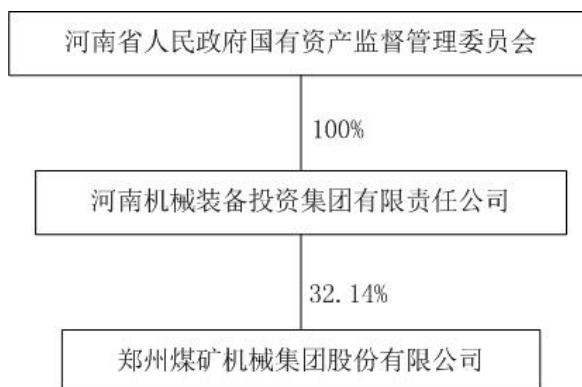 河南省人民政府国有资产监督管理委员会
100%
河南机械装备投资集团有限责任公司
32.14%
郑州煤矿机械集团股份有限公司